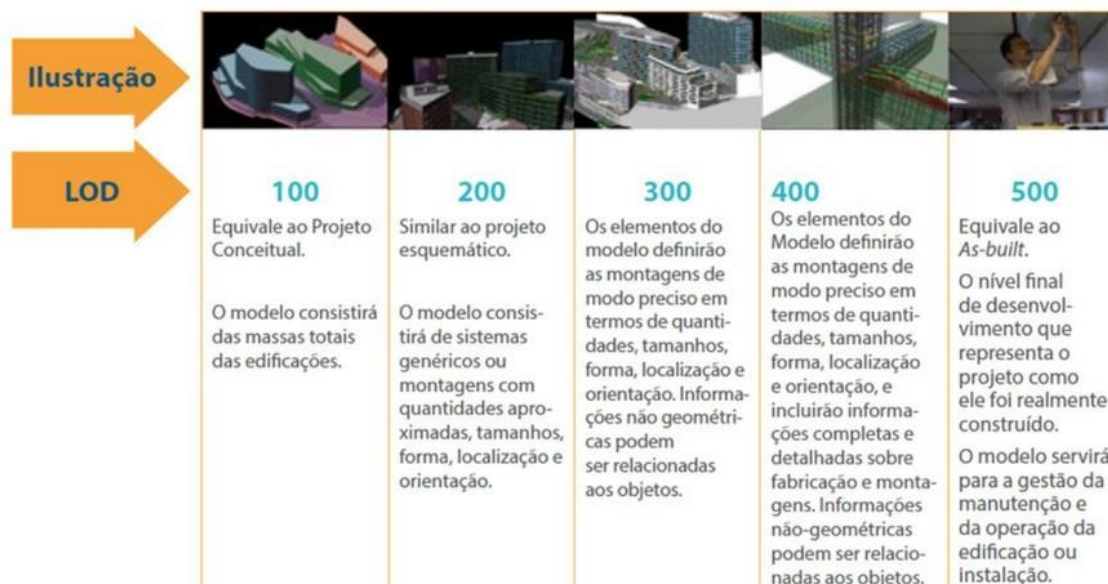 Ilustração
LOD
100
Equivale ao Projeto
Conceitual.
O modelo consistirá
das massas totais
das edificações.
200
Similar ao projeto
esquemático.
O modelo consis-
tirá de sistemas
genéricos ou
montagens com
quantidades apro-
ximadas, tamanhos,
forma, localização e
orientação.
300
Os elementos do
modelo definirão
as montagens de
modo preciso em
termos de quanti-
dades, tamanhos,
forma, localização e
orientação. Informa-
ções não geométri-
cas podem
ser relacionadas
aos objetos.
400
Os elementos do
Modelo definirão
as montagens de
modo preciso em
termos de quanti-
dades, tamanhos,
forma, localização
e orientação, e
incluirão informa-
ções completas e
detalhadas sobre
fabricação e monta-
gens. Informações
não-geométricas
podem ser relacio-
nadas aos objetos.
500
Equivale ao
As-built.
O nível final
de desenvol-
vimento que
representa o
projeto como
ele foi realmente
construído.
O modelo servirá
para a gestão da
manutenção e
da operação da
edificação ou
instalação.